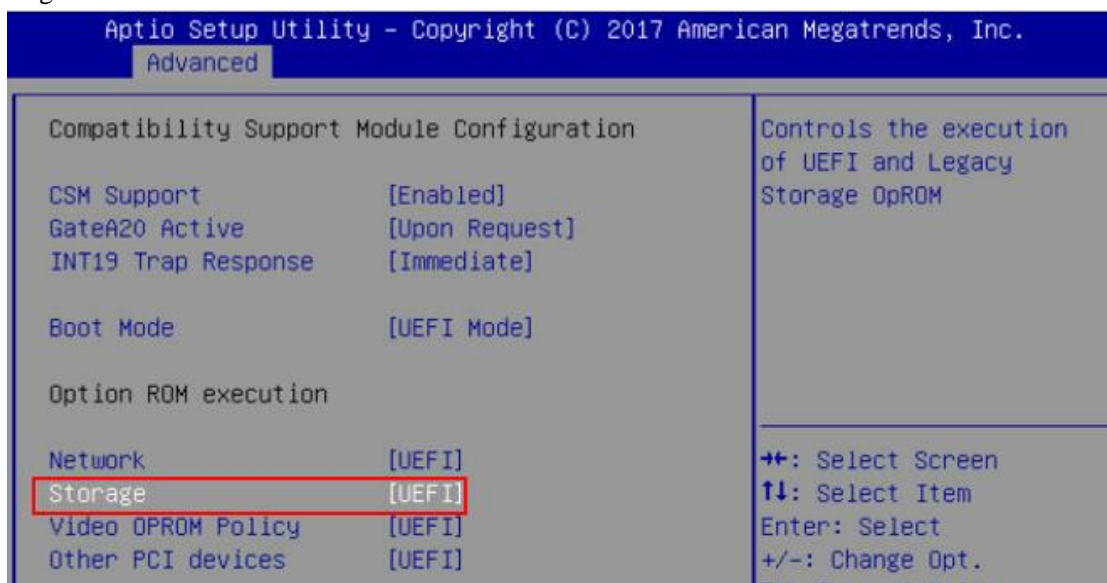 Aptio Setup Utility – Copyright (C) 2017 American Megatrends, Inc.
Advanced
Compatibility Support Module Configuration
CSM Support [Enabled]
GateA20 Active [Upon Request]
INT19 Trap Response [Immediate]
Boot Mode [UEFI Mode]
Option ROM execution
Network [UEFI]
Storage [UEFI]
Video OPROM Policy [UEFI]
Other PCI devices [UEFI]
Controls the execution
of UEFI and Legacy
Storage OpROM
→←: Select Screen
↑↓: Select Item
Enter: Select
+/-: Change Opt.